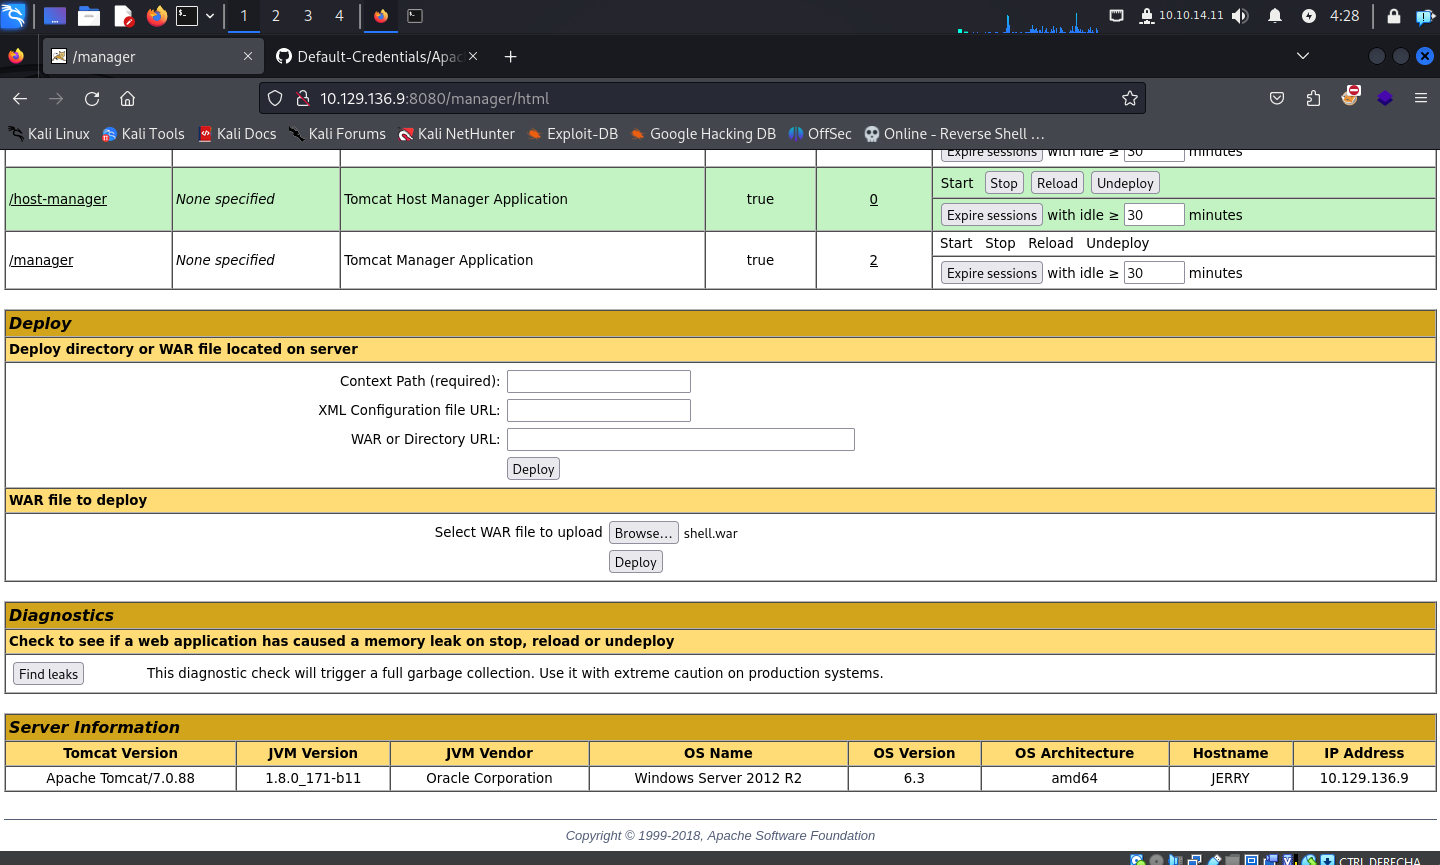 1 2 3 4 10.10.14.11 4:28
/manager Default-Credentials/Apac
10.129.136.9:8080/manager/html
Kali Linux Kali Tools Kali Docs Kali Forums Kali NetHunter Exploit-DB Google Hacking DB OffSec Online - Reverse Shell ...
Expire sessions with idle ≥ 30 minutes
/host-manager None specified Tomcat Host Manager Application true 0 Start Stop Reload Undeploy
Expire sessions with idle ≥ 30 minutes
/manager None specified Tomcat Manager Application true 2 Start Stop Reload Undeploy
Expire sessions with idle ≥ 30 minutes
Deploy
Deploy directory or WAR file located on server
Context Path (required):
XML Configuration file URL:
WAR or Directory URL:
Deploy
WAR file to deploy
Select WAR file to upload Browse... shell.war
Deploy
Diagnostics
Check to see if a web application has caused a memory leak on stop, reload or undeploy
Find leaks This diagnostic check will trigger a full garbage collection. Use it with extreme caution on production systems.
Server Information
Tomcat Version JVM Version JVM Vendor OS Name OS Version OS Architecture Hostname IP Address
Apache Tomcat/7.0.88 1.8.0_171-b11 Oracle Corporation Windows Server 2012 R2 6.3 amd64 JERRY 10.129.136.9
Copyright © 1999-2018, Apache Software Foundation
CTRL DERECHA